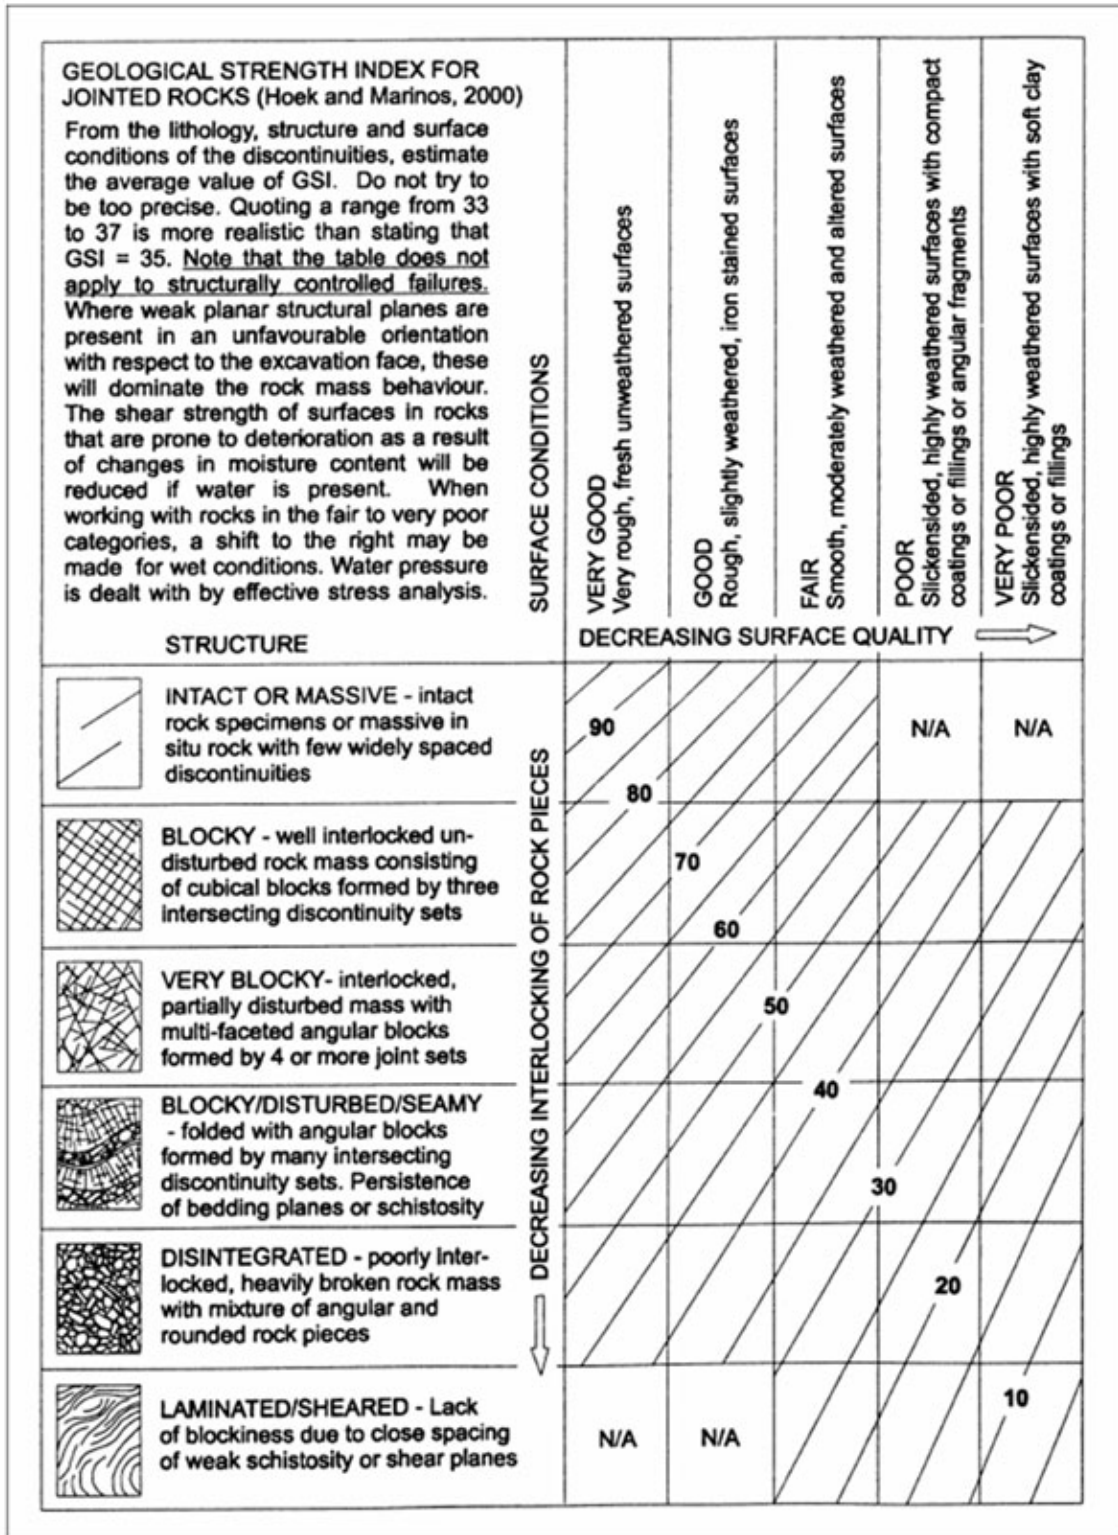 GEOLOGICAL STRENGTH INDEX FOR
JOINTED ROCKS (Hoek and Marinos, 2000)
From the lithology, structure and surface
conditions of the discontinuities, estimate
the average value of GSI. Do not try to
be too precise. Quoting a range from 33
to 37 is more realistic than stating that
GSI = 35. Note that the table does not
apply to structurally controlled failures.
Where weak planar structural planes are
present in an unfavourable orientation
with respect to the excavation face, these
will dominate the rock mass behaviour.
The shear strength of surfaces in rocks
that are prone to deterioration as a result
of changes in moisture content will be
reduced if water is present. When
working with rocks in the fair to very poor
categories, a shift to the right may be
made for wet conditions. Water pressure
is dealt with by effective stress analysis.
STRUCTURE
SURFACE CONDITIONS
VERY GOOD
Very rough, fresh unweathered surfaces
GOOD
Rough, slightly weathered, iron stained surfaces
FAIR
Smooth, moderately weathered and altered surfaces
POOR
Slickensided, highly weathered surfaces with compact
coatings or fillings or angular fragments
VERY POOR
Slickensided, highly weathered surfaces with soft clay
coatings or fillings
DECREASING SURFACE QUALITY
DECREASING INTERLOCKING OF ROCK PIECES
INTACT OR MASSIVE - intact
rock specimens or massive in
situ rock with few widely spaced
discontinuities
90
N/A
N/A
80
BLOCKY - well interlocked un-
disturbed rock mass consisting
of cubical blocks formed by three
intersecting discontinuity sets
70
60
VERY BLOCKY- interlocked,
partially disturbed mass with
multi-faceted angular blocks
formed by 4 or more joint sets
50
40
BLOCKY/DISTURBED/SEAMY
- folded with angular blocks
formed by many intersecting
discontinuity sets. Persistence
of bedding planes or schistosity
30
DISINTEGRATED - poorly inter-
locked, heavily broken rock mass
with mixture of angular and
rounded rock pieces
20
LAMINATED/SHEARED - Lack
of blockiness due to close spacing
of weak schistosity or shear planes
N/A
N/A
10